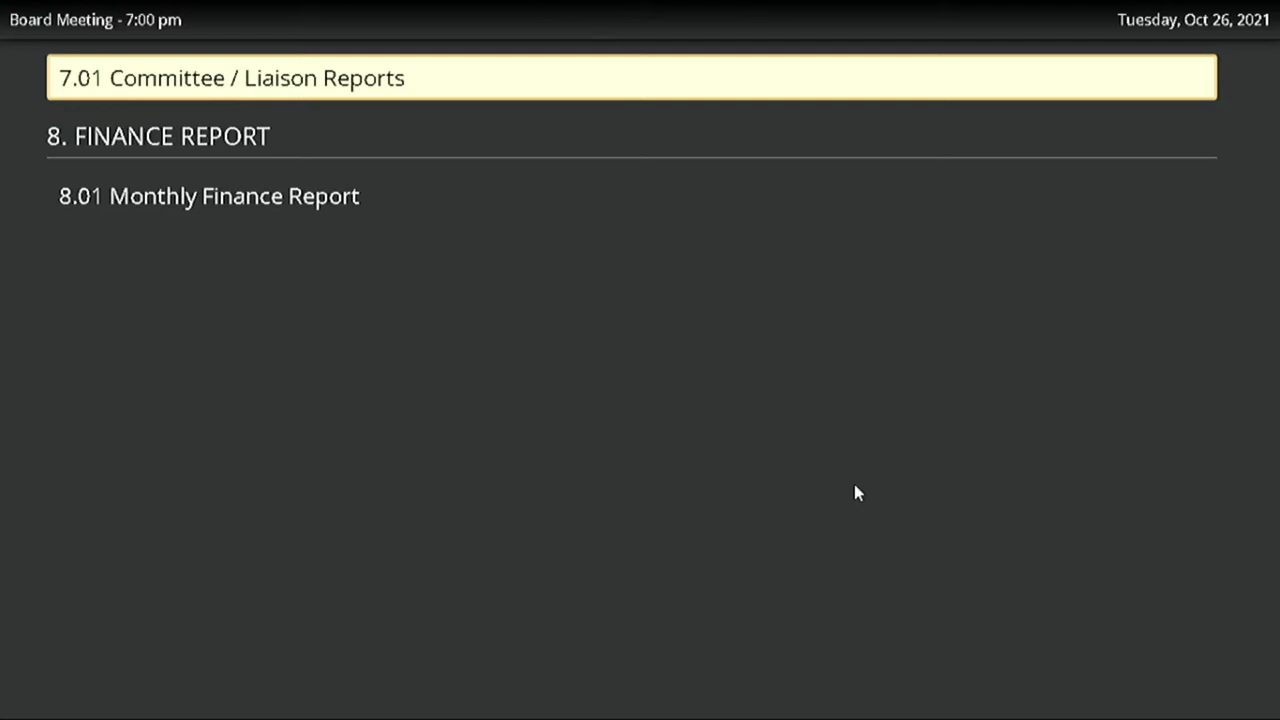 Board Meeting - 7:00 pm
Tuesday, Oct 26, 2021
7.01 Committee / Liaison Reports
8. FINANCE REPORT
8.01 Monthly Finance Report